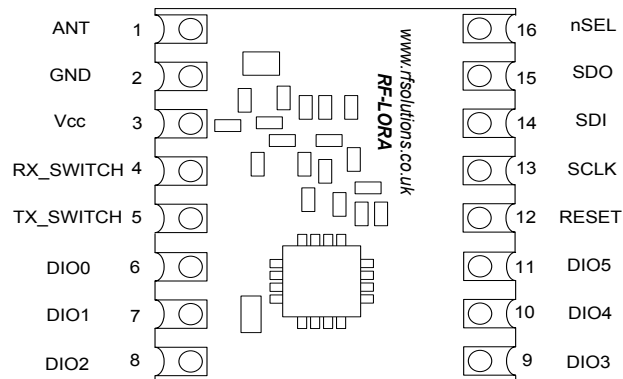 ANT 1
GND 2
Vcc 3
RX_SWITCH 4
TX_SWITCH 5
DIO0 6
DIO1 7
DIO2 8
www.rfsolutions.co.uk
RF-LORA
16 nSEL
15 SDO
14 SDI
13 SCLK
12 RESET
11 DIO5
10 DIO4
9 DIO3